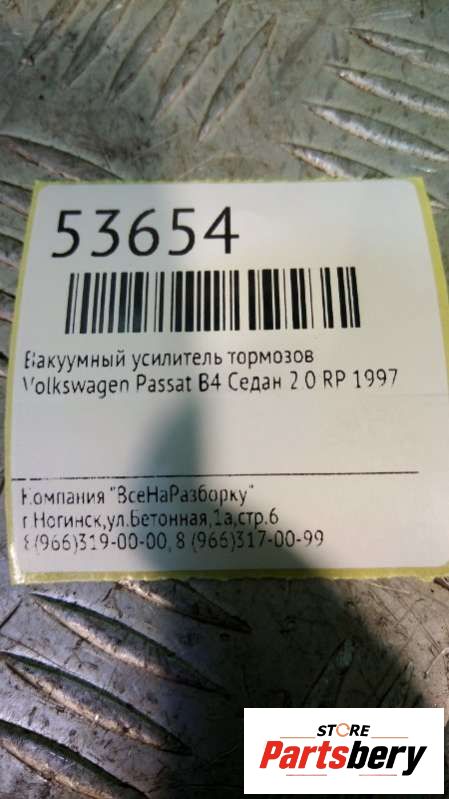 53654
Вакуумный усилитель тормозов
Volkswagen Passat B4 Седан 2 0 RP 1997
Компания "ВсеНаРазборку"
г.Ногинск,ул.Бетонная,1а,стр.6
8(966)319-00-00, 8 (966)317-00-99
STORE
Partsbery